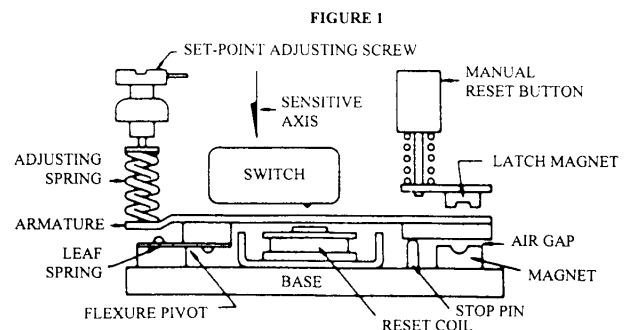 FIGURE 1
SET-POINT ADJUSTING SCREW
MANUAL
RESET BUTTON
SENSITIVE
AXIS
ADJUSTING
SPRING
SWITCH
LATCH MAGNET
ARMATURE
LEAF
SPRING
AIR GAP
MAGNET
BASE
FLEXURE PIVOT
STOP PIN
RESET COIL